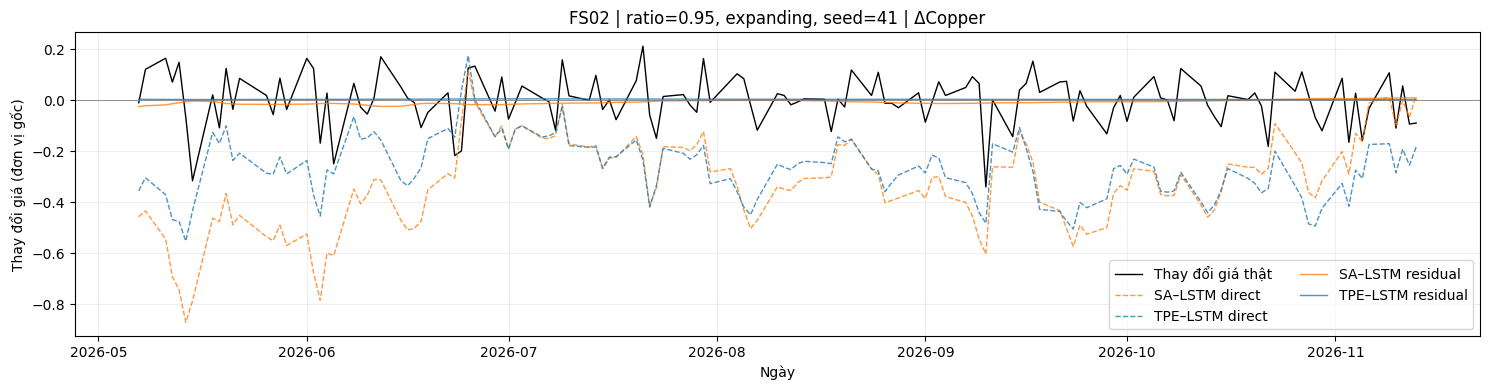 FS02 | ratio=0.95, expanding, seed=41 | ΔCopper
Thay đổi giá (đơn vị gốc)
0.2
0.0
−0.2
−0.4
−0.6
−0.8
Thay đổi giá thật
SA–LSTM direct
TPE–LSTM direct
SA–LSTM residual
TPE–LSTM residual
2026-05 2026-06 2026-07 2026-08 2026-09 2026-10 2026-11
Ngày